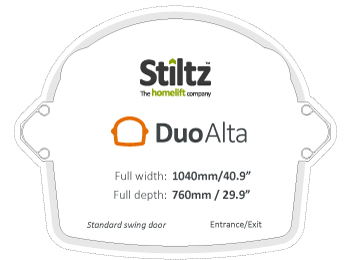 Stiltz™
The homelift company
DuoAlta
Full width: 1040mm/40.9”
Full depth: 760mm / 29.9”
Standard swing door Entrance/Exit